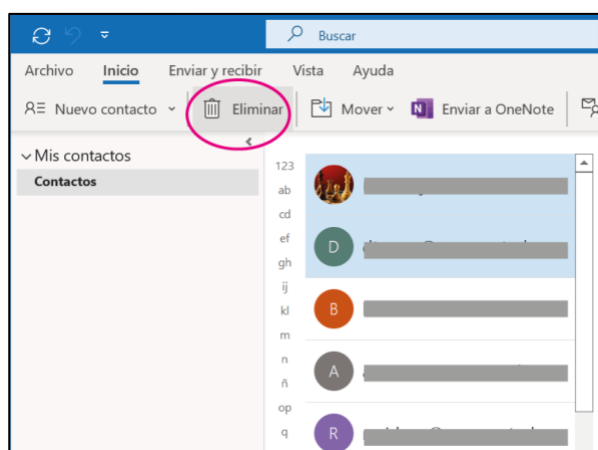 Buscar
Archivo Inicio Enviar y recibir Vista Ayuda
Nuevo contacto Eliminar Mover Enviar a OneNote
Mis contactos
Contactos
123
ab
cd
ef
gh
ij
kl
m
n
ñ
op
q
D
B
A
R